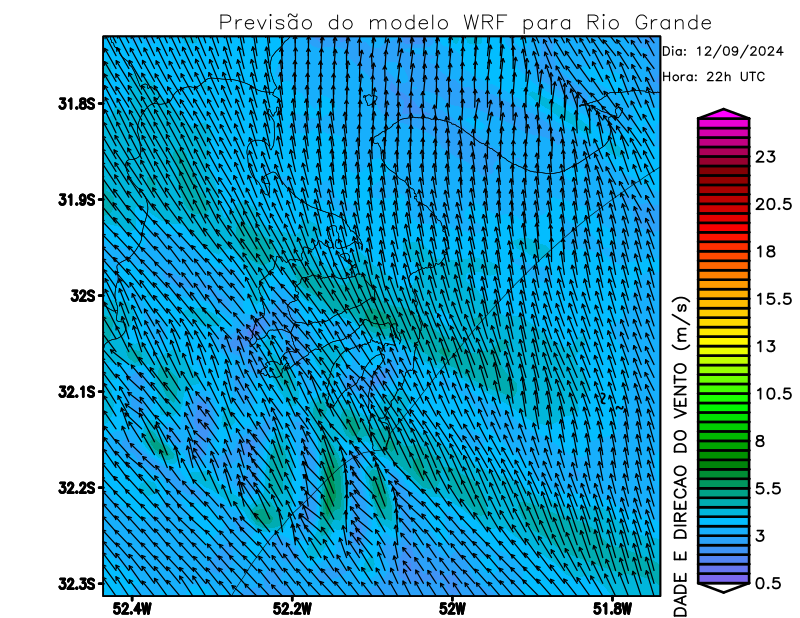 Previsão do modelo WRF para Rio Grande
Dia: 12/09/2024
Hora: 22h UTC
31.8S
31.9S
32S
32.1S
32.2S
32.3S
52.4W
52.2W
52W
51.8W
23
20.5
18
15.5
13
10.5
8
5.5
3
0.5
DADE E DIRECAO DO VENTO (m/s)